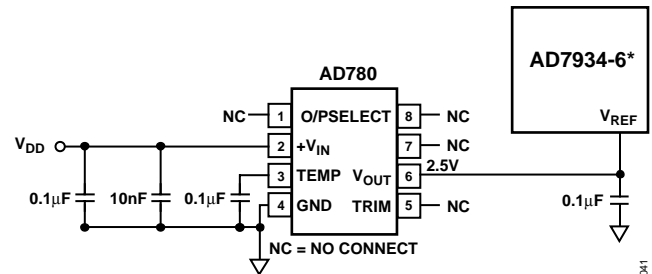 AD7934-6*
AD780
NC 1 O/PSELECT 8 NC
VREF
VDD 2 +VIN 7 NC
3 TEMP VOUT 6 2.5V
0.1μF 10nF 0.1μF 4 GND TRIM 5 NC 0.1μF
NC = NO CONNECT
041